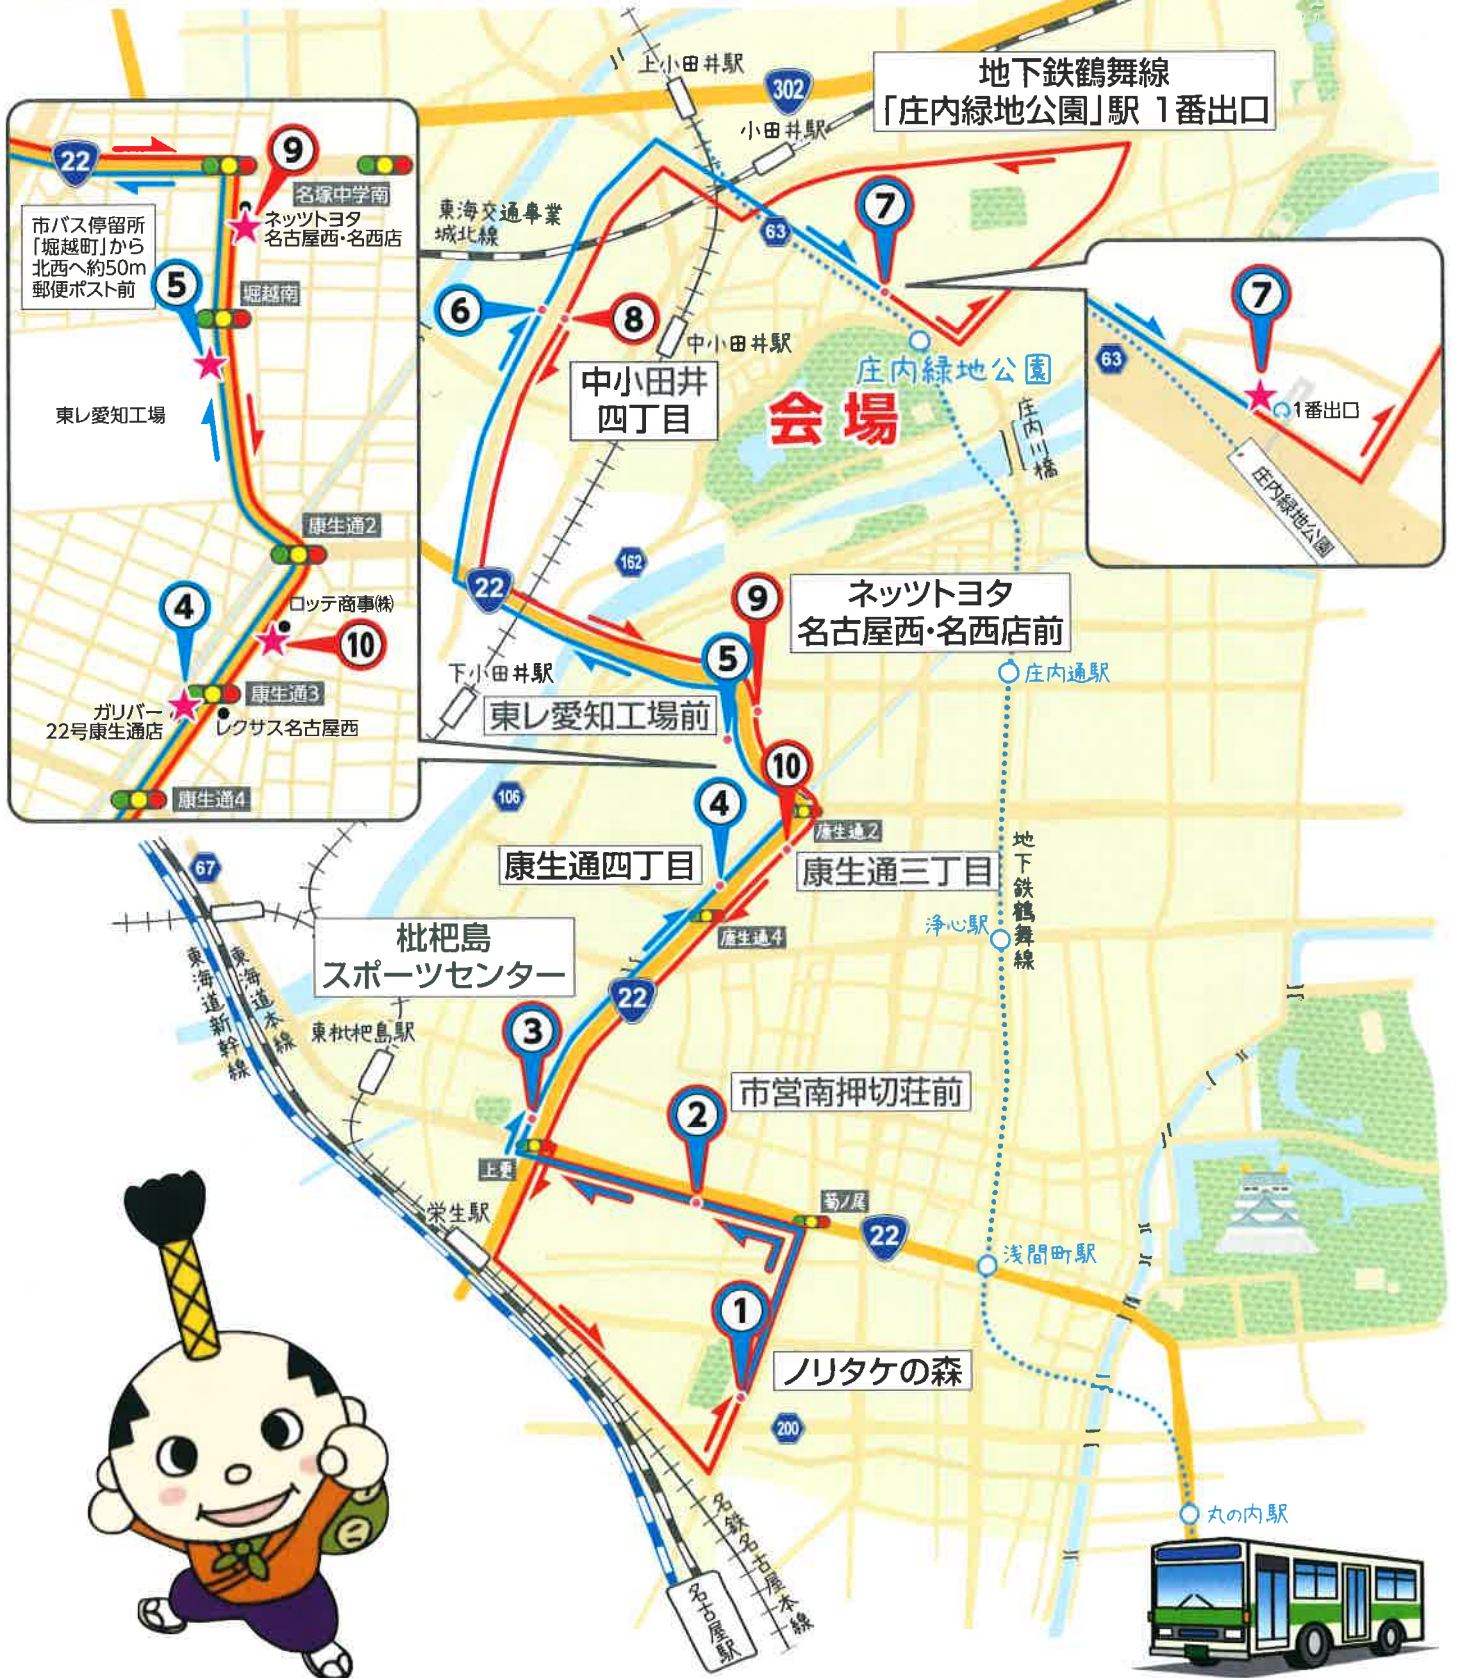 上小田井駅
302
小田井駅
地下鉄鶴舞線
「庄内緑地公園」駅 1番出口
22
9
名塚中学南
ネッツトヨタ
名古屋西・名西店
市バス停留所
「堀越町」から
北西へ約50m
郵便ポスト前
5
堀越南
東レ愛知工場
康生通2
4
ロッテ商事㈱
10
康生通3
ガリバー
22号康生通店
レクサス名古屋西
康生通4
東海交通事業
城北線
63
7
6
8
中小田井駅
中小田井
四丁目
庄内緑地公園
会場
庄内川橋
7
63
1番出口
庄内緑地公園
162
22
9
ネッツトヨタ
名古屋西・名西店前
5
下小田井駅
庄内通駅
東レ愛知工場前
10
106
4
康生通2
地下鉄鶴舞線
康生通四丁目
康生通三丁目
67
康生通4
浄心駅
枇杷島
スポーツセンター
東海道新幹線
東海道本線
22
3
東枇杷島駅
市営南押切荘前
2
上更
栄生駅
菊ノ尾
22
浅間町駅
1
ノリタケの森
200
名鉄名古屋本線
丸の内駅
名古屋駅